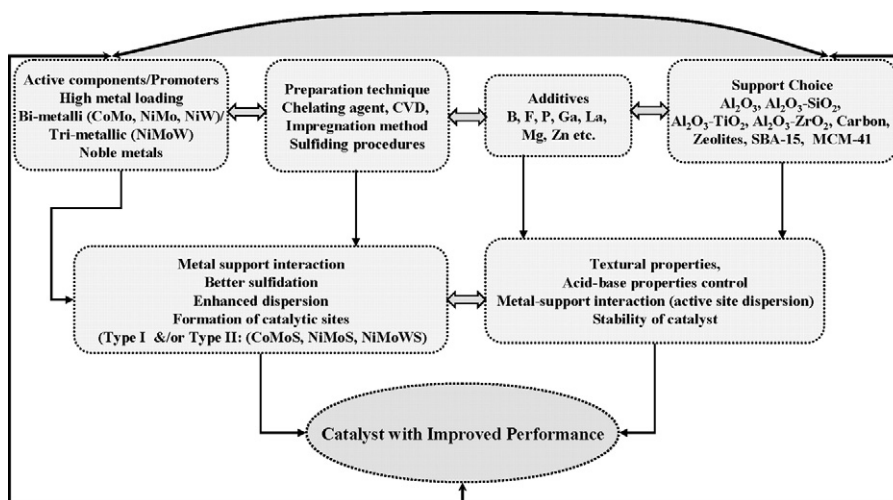 Active components/Promoters
High metal loading
Bi-metalli (CoMo, NiMo, NiW)/
Tri-metallic (NiMoW)
Noble metals
Preparation technique
Chelating agent, CVD,
Impregnation method
Sulfiding procedures
Additives
B, F, P, Ga, La,
Mg, Zn etc.
Support Choice
Al₂O₃, Al₂O₃-SiO₂,
Al₂O₃-TiO₂, Al₂O₃-ZrO₂, Carbon,
Zeolites, SBA-15, MCM-41
Metal support interaction
Better sulfidation
Enhanced dispersion
Formation of catalytic sites
(Type I &/or Type II: (CoMoS, NiMoS, NiMoWS)
Textural properties,
Acid-base properties control
Metal-support interaction (active site dispersion)
Stability of catalyst
Catalyst with Improved Performance